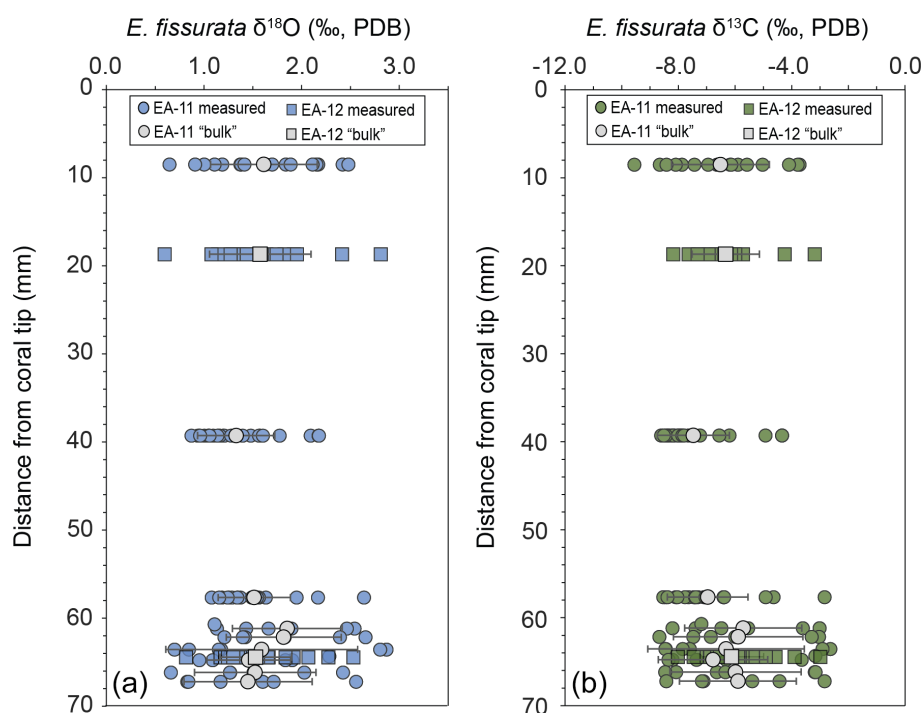 E. fissurata δ¹⁸O (‰, PDB)
0.0 1.0 2.0 3.0
EA-11 measured EA-12 measured
EA-11 “bulk” EA-12 “bulk”
Distance from coral tip (mm)
0
10
20
30
40
50
60
70
(a)
E. fissurata δ¹³C (‰, PDB)
-12.0 -8.0 -4.0 0.0
EA-11 measured EA-12 measured
EA-11 “bulk” EA-12 “bulk”
Distance from coral tip (mm)
0
10
20
30
40
50
60
70
(b)